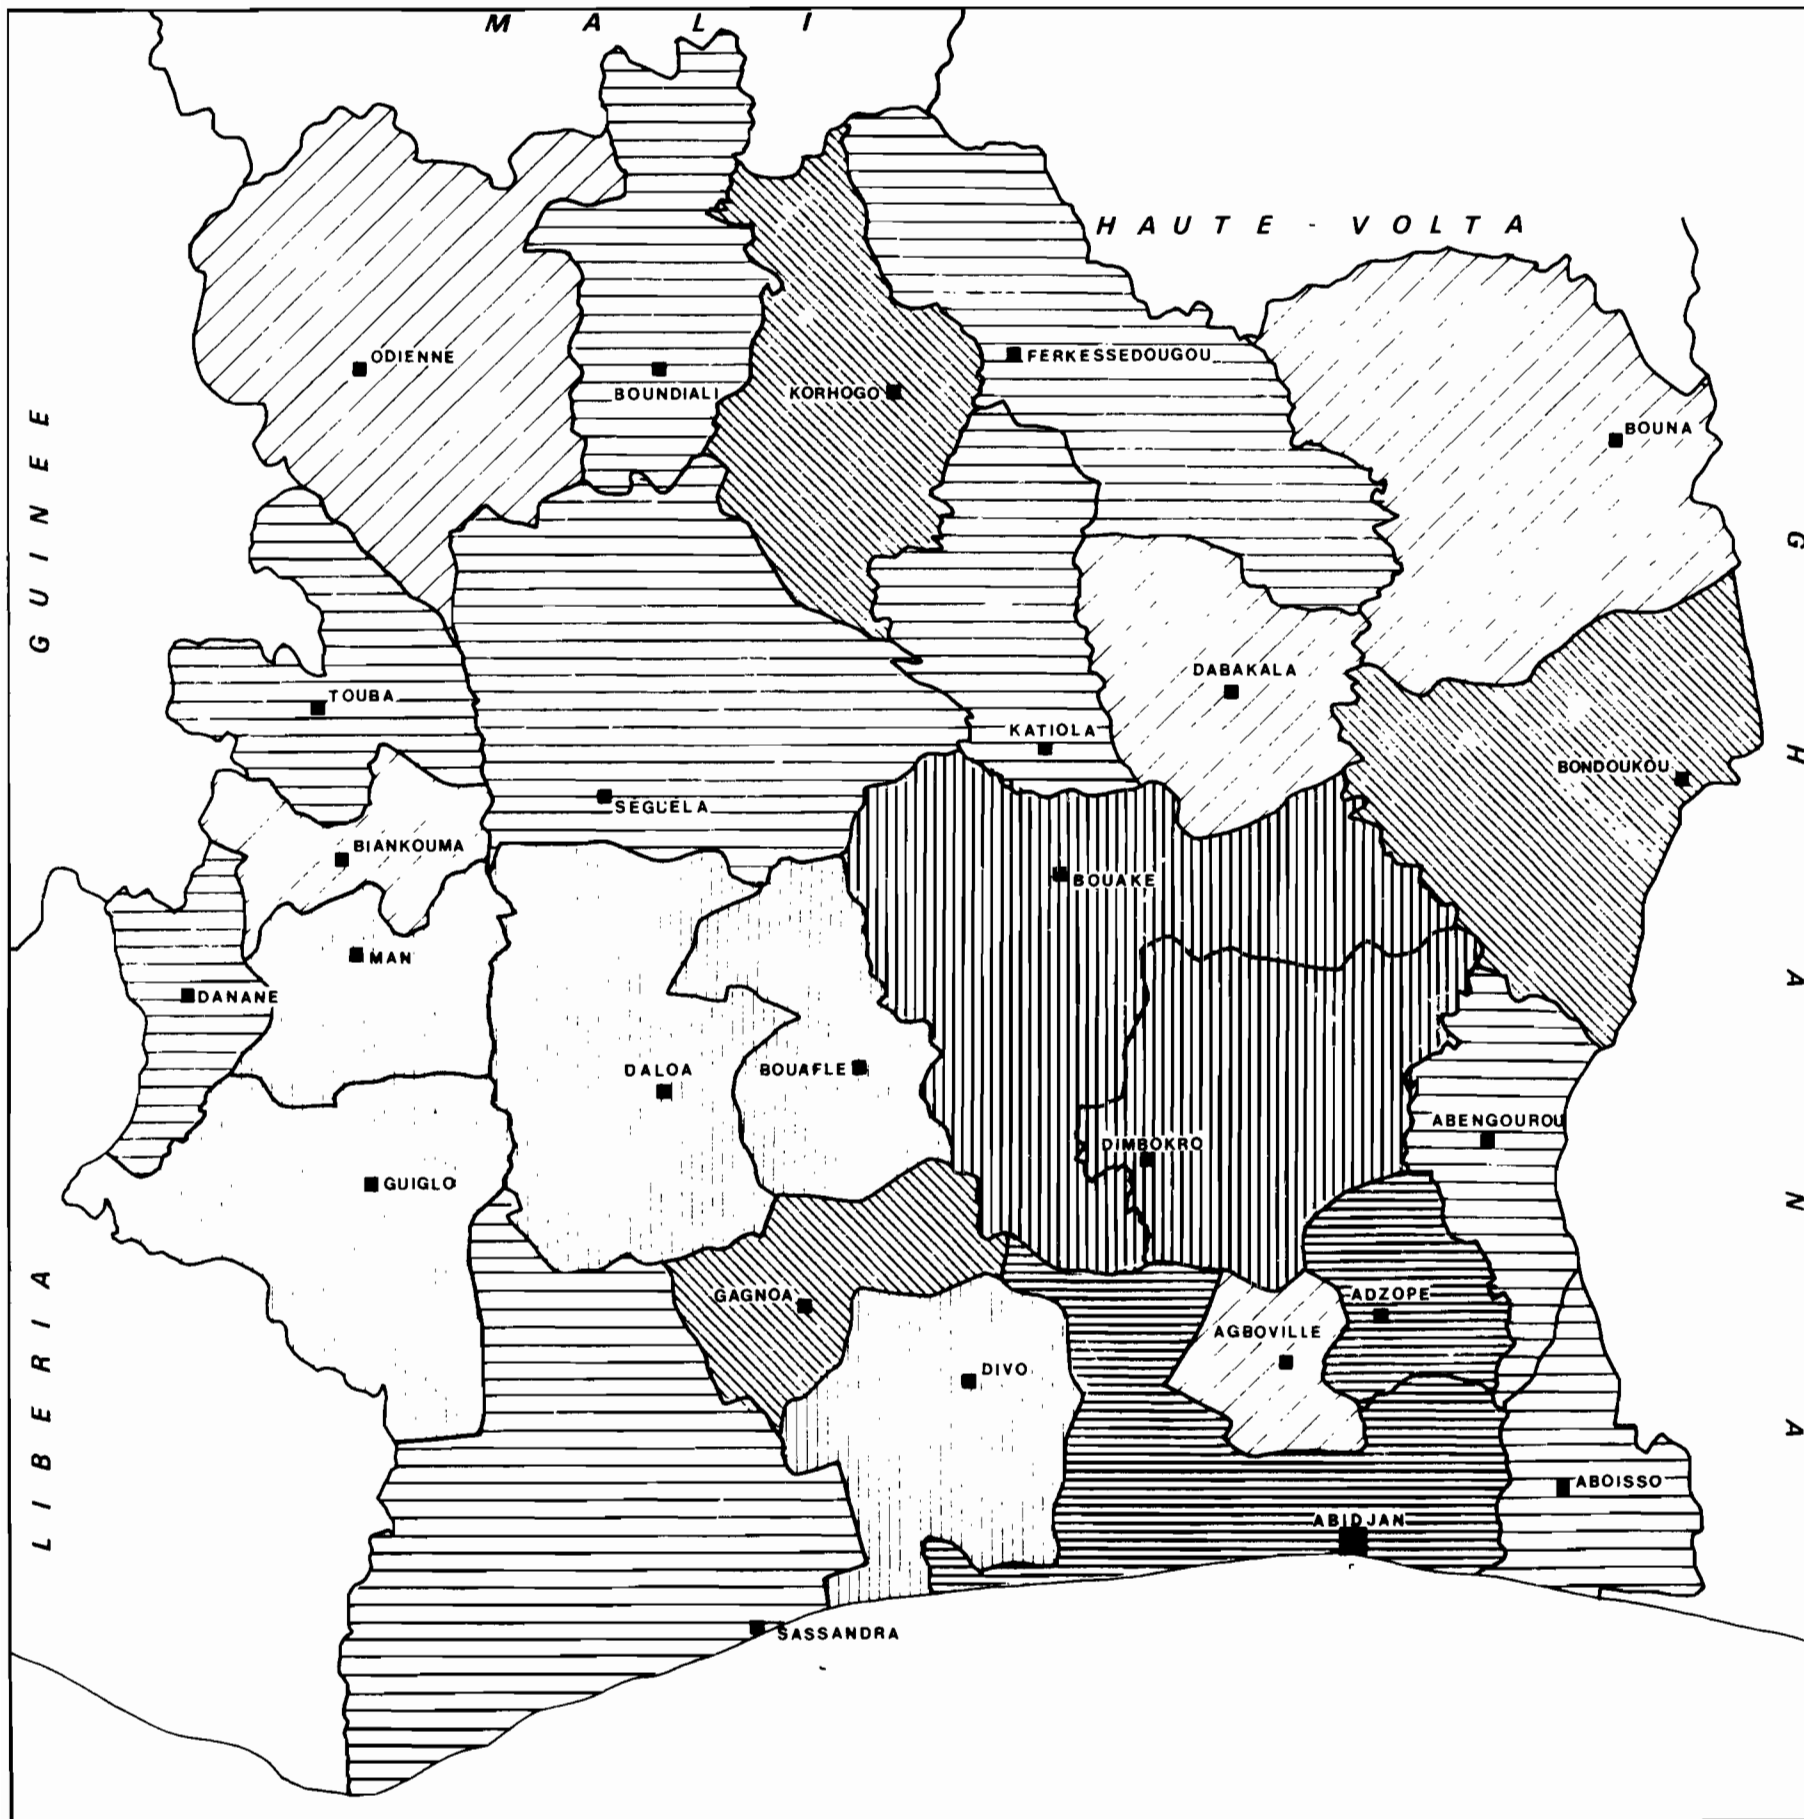 MALI
HAUTE - VOLTA
GUINEE
LIBERIA
GHANA
ODIENNE
BOUNDIALI
KORHOGO
FERKESSEDOUGOU
BOUNA
TOUBA
DABAKALA
KATIOLA
BONDOUKOU
SEGUELA
BIANKOUMA
BOUAKE
MAN
DANANE
DALOA
BOUAFLE
ABENGOUROU
DIMBOKRO
GUIGLO
GAGNOA
ADZOPE
AGBOVILLE
DIVO
ABOISSO
ABIDJAN
SASSANDRA